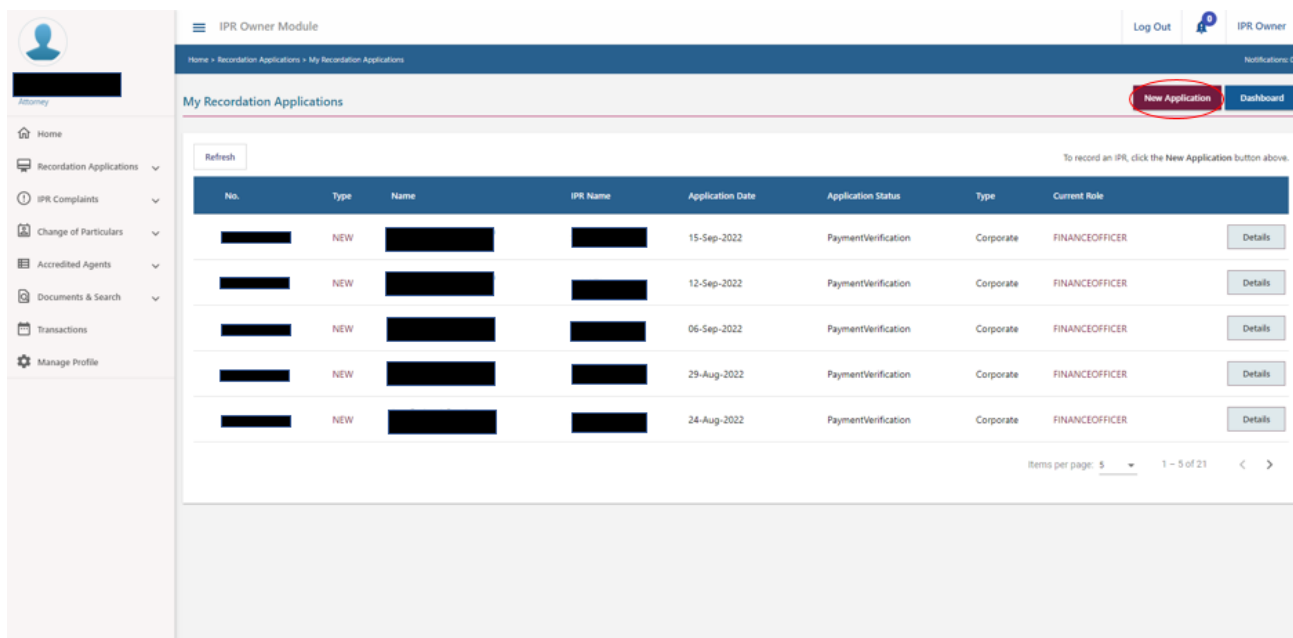 IPR Owner Module
Log Out
0
IPR Owner
Home > Recordation Applications > My Recordation Applications
Notifications: 0
Attorney
My Recordation Applications
New Application
Dashboard
Home
Recordation Applications
IPR Complaints
Change of Particulars
Accredited Agents
Documents & Search
Transactions
Manage Profile
Refresh
To record an IPR, click the New Application button above.
No. Type Name IPR Name Application Date Application Status Type Current Role
NEW 15-Sep-2022 PaymentVerification Corporate FINANCEOFFICER Details
NEW 12-Sep-2022 PaymentVerification Corporate FINANCEOFFICER Details
NEW 06-Sep-2022 PaymentVerification Corporate FINANCEOFFICER Details
NEW 29-Aug-2022 PaymentVerification Corporate FINANCEOFFICER Details
NEW 24-Aug-2022 PaymentVerification Corporate FINANCEOFFICER Details
Items per page: 5 1 – 5 of 21